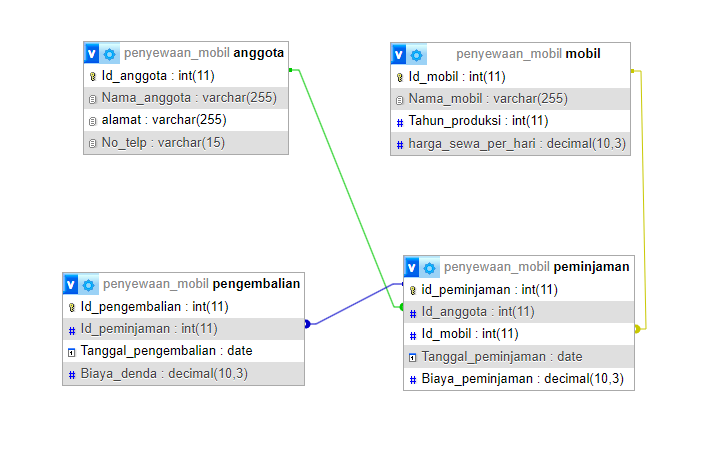 penyewaan_mobil anggota
Id_anggota : int(11)
Nama_anggota : varchar(255)
alamat : varchar(255)
No_telp : varchar(15)
penyewaan_mobil mobil
Id_mobil : int(11)
Nama_mobil : varchar(255)
Tahun_produksi : int(11)
harga_sewa_per_hari : decimal(10,3)
penyewaan_mobil pengembalian
Id_pengembalian : int(11)
Id_peminjaman : int(11)
Tanggal_pengembalian : date
Biaya_denda : decimal(10,3)
penyewaan_mobil peminjaman
id_peminjaman : int(11)
Id_anggota : int(11)
Id_mobil : int(11)
Tanggal_peminjaman : date
Biaya_peminjaman : decimal(10,3)